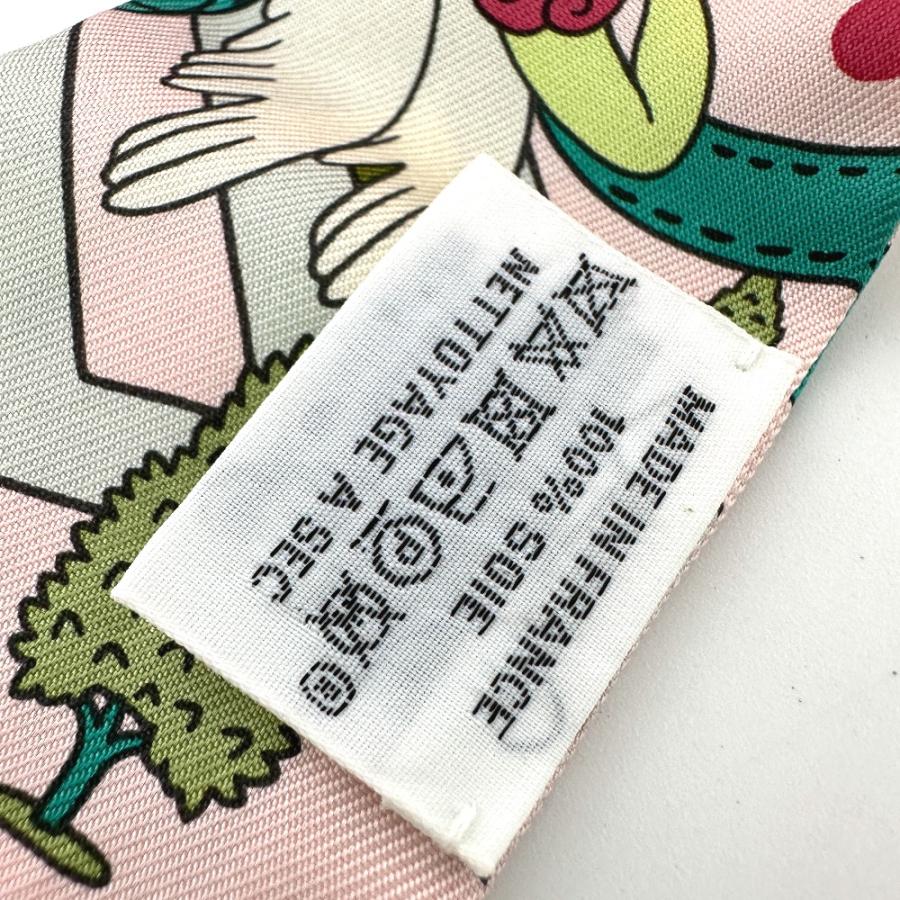 MADE IN FRANCE
100% SOIE
P
©
NETTOYAGE A SEC